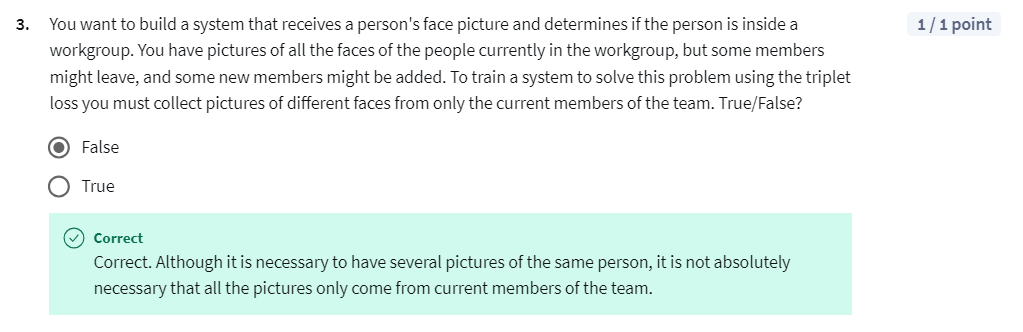 3. You want to build a system that receives a person's face picture and determines if the person is inside a 1 / 1 point
workgroup. You have pictures of all the faces of the people currently in the workgroup, but some members
might leave, and some new members might be added. To train a system to solve this problem using the triplet
loss you must collect pictures of different faces from only the current members of the team. True/False?
False
True
Correct
Correct. Although it is necessary to have several pictures of the same person, it is not absolutely
necessary that all the pictures only come from current members of the team.